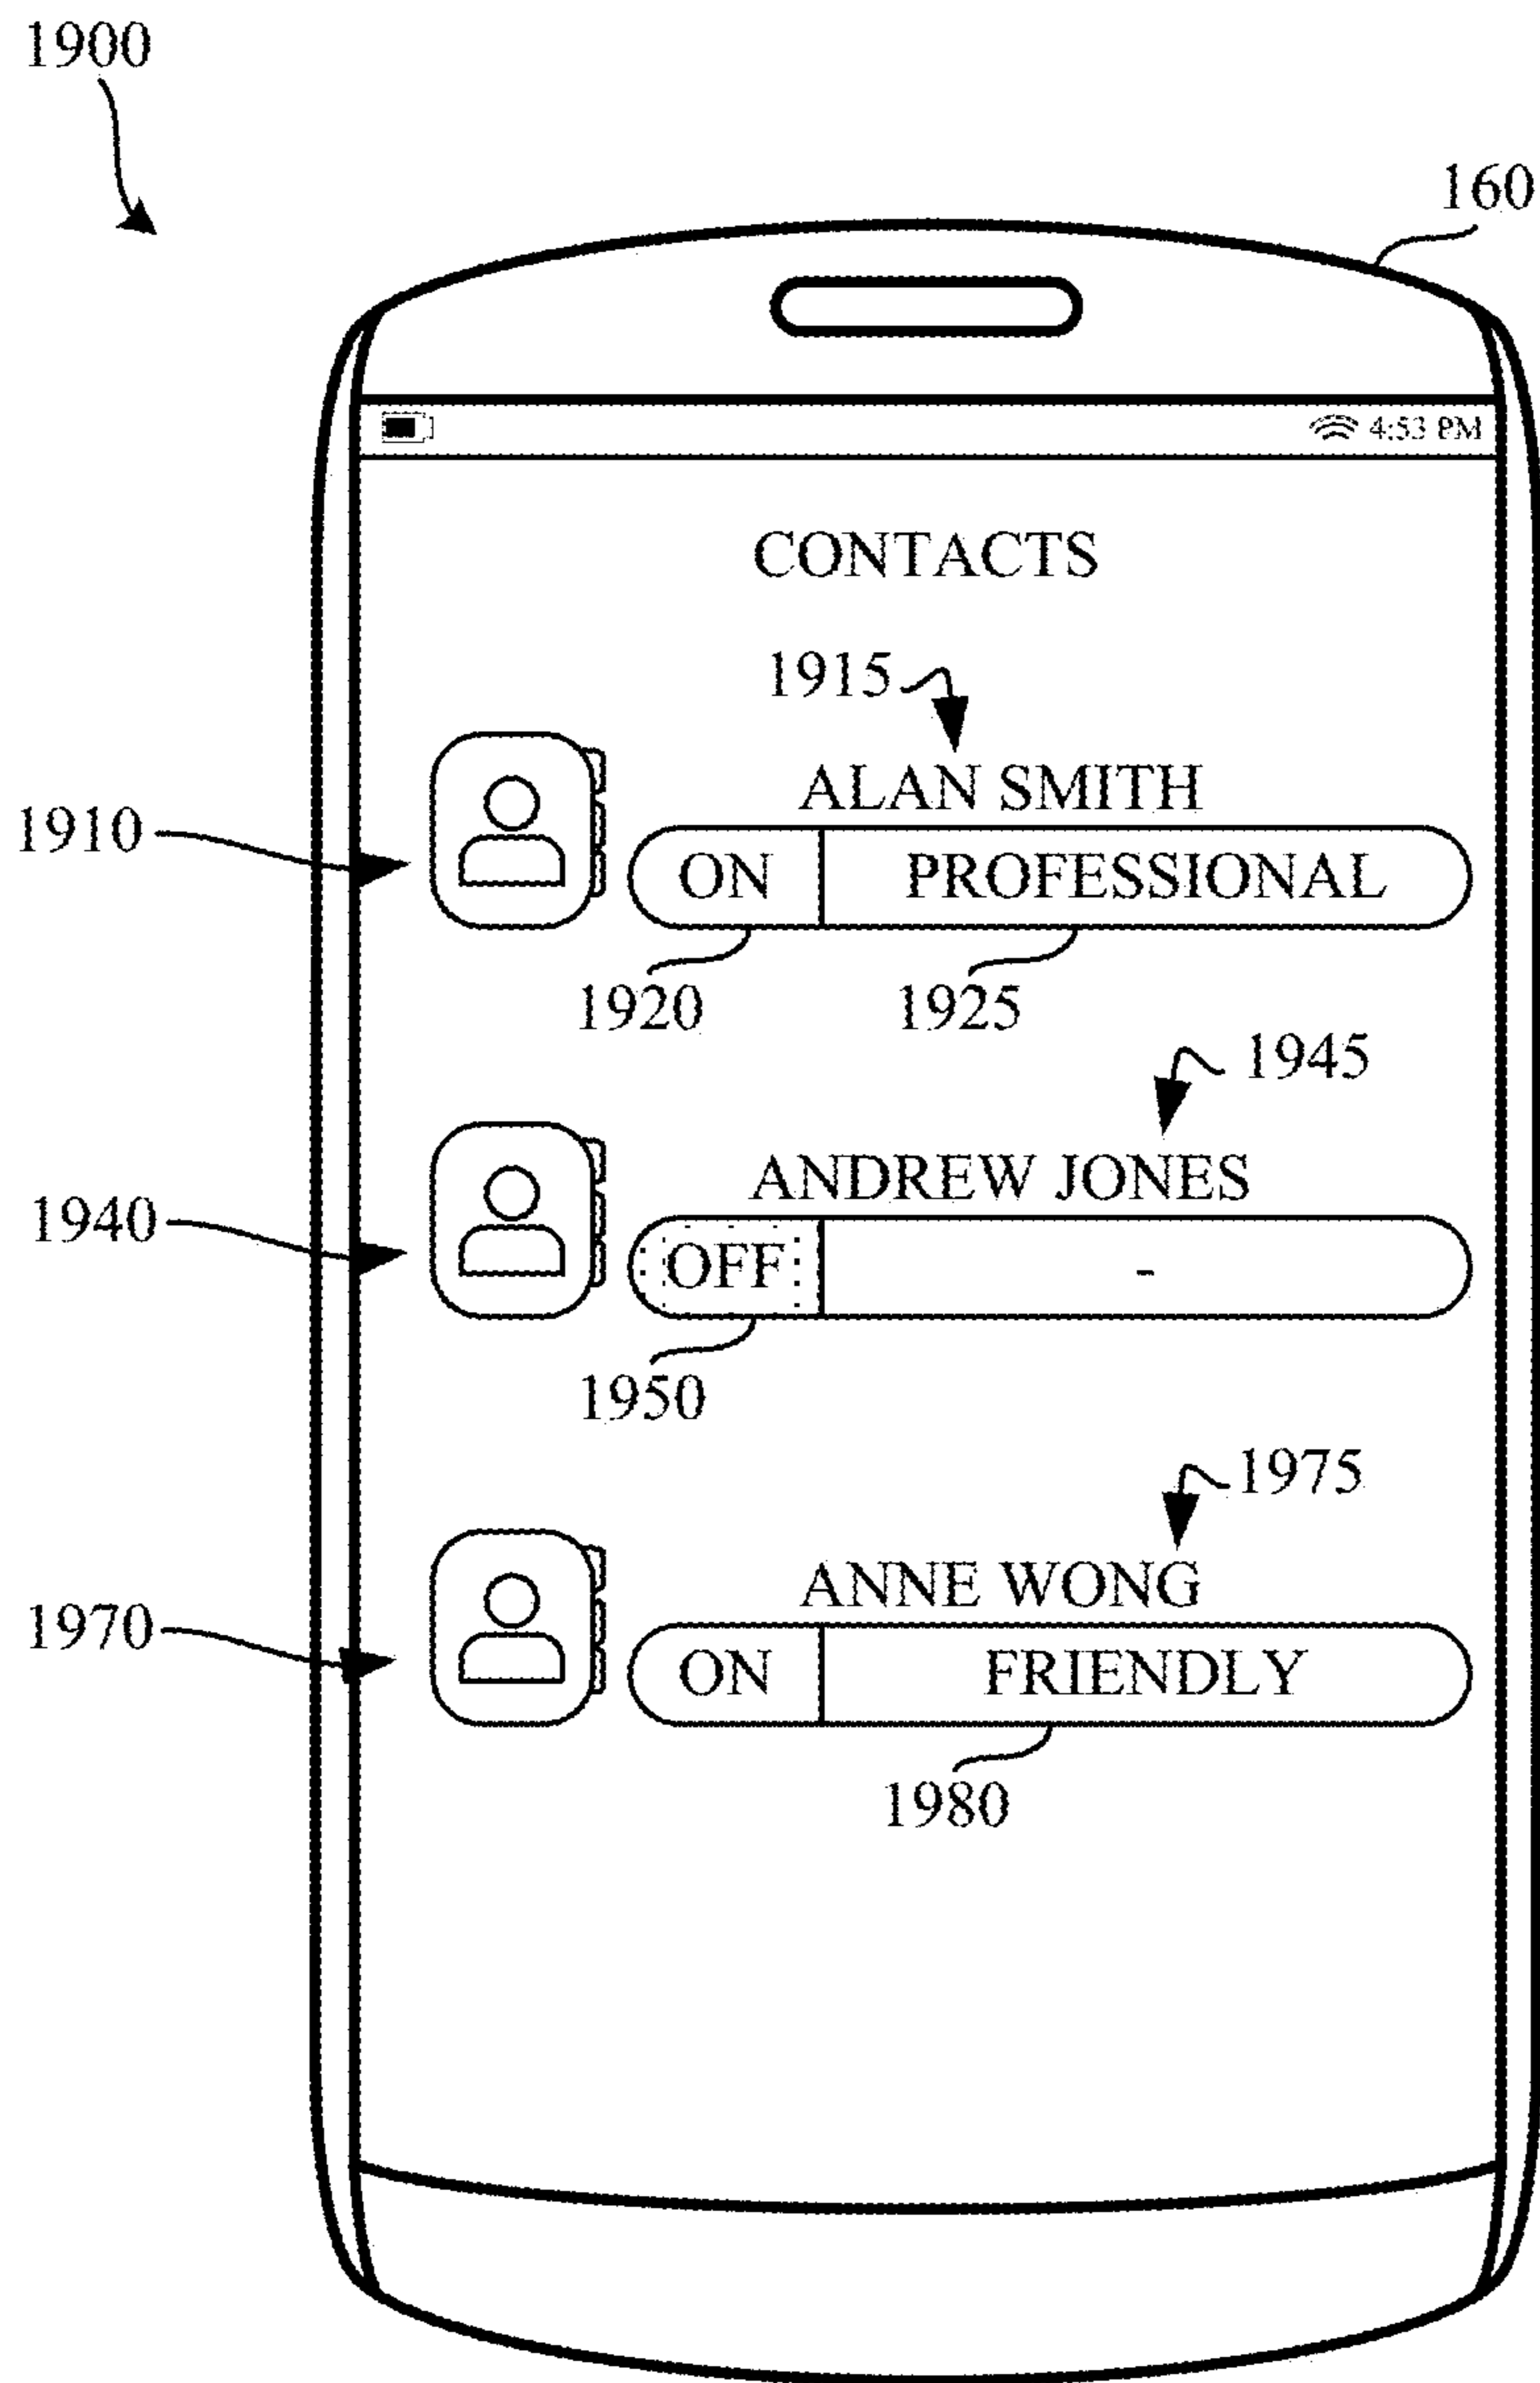 1900
160
4:53 PM
CONTACTS
1915
ALAN SMITH
1910
ON PROFESSIONAL
1920 1925
1945
ANDREW JONES
1940
OFF -
1950
1975
ANNE WONG
1970
ON FRIENDLY
1980